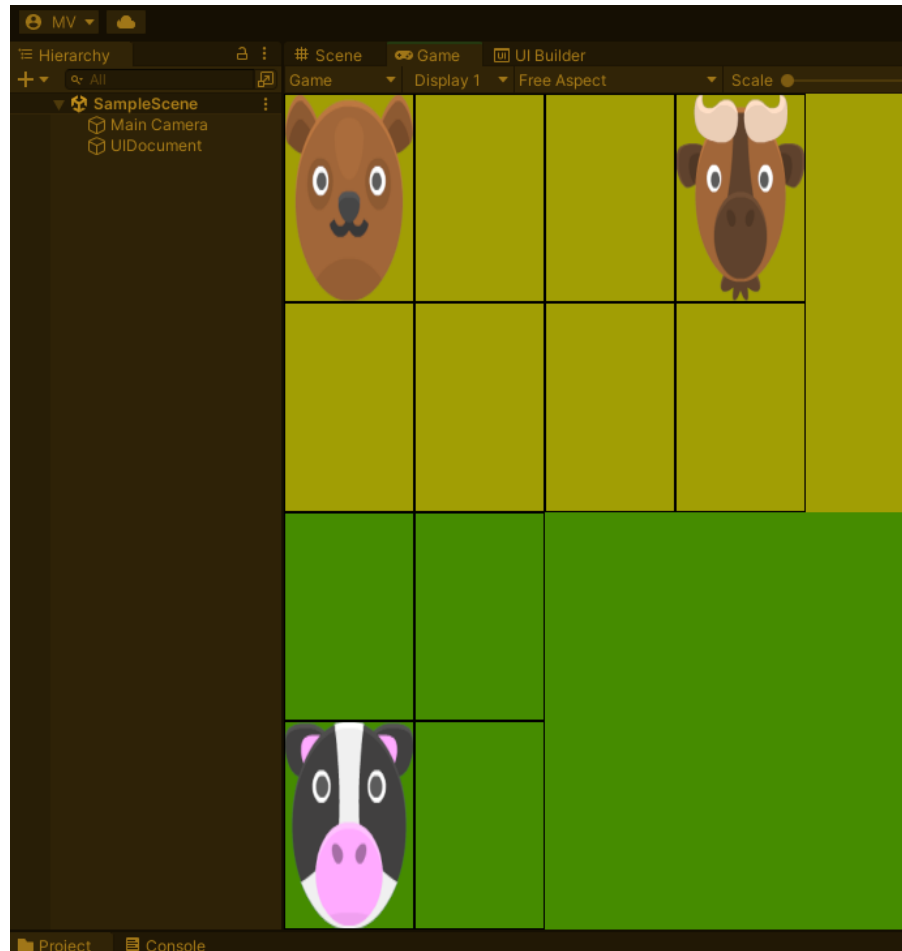 MV
Hierarchy
Scene Game UI Builder
All
Game Display 1 Free Aspect Scale
SampleScene
Main Camera
UIDocument
Project Console